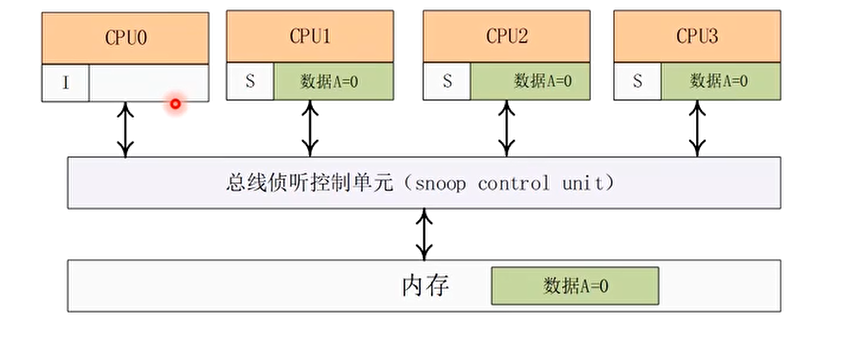 CPU0
CPU1
CPU2
CPU3
I
S
数据A=0
S
数据A=0
S
数据A=0
总线侦听控制单元（snoop control unit）
内存
数据A=0